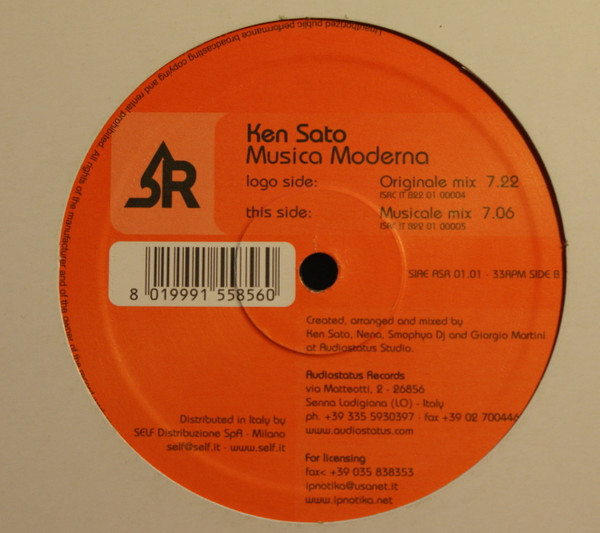 Unauthorized public performance broadcasting copying and rental prohibited. All rights of the manufacturer and of the owner of
SR
Ken Sato
Musica Moderna
logo side: Originale mix 7.22
ISRC IT B22 01 00004
this side: Musicale mix 7.06
ISRC IT B22 01 00005
SIAE ASR 01.01 - 33RPM SIDE B
8 019991 558560
Created, arranged and mixed by
Ken Sato, Nenà, Smophya Dj and Giorgio Martini
at Audiostatus Studio.
Audiostatus Records
via Matteotti, 2 - 26856
Senna Lodigiana (LO) - Italy
ph. +39 335 5930397 - fax +39 02 700446
www.audiostatus.com
Distributed in Italy by
SELF Distribuzione SpA - Milano
self@self.it - www.self.it
For licensing
fax< +39 035 838353
ipnotika@usanet.it
www.ipnotika.net